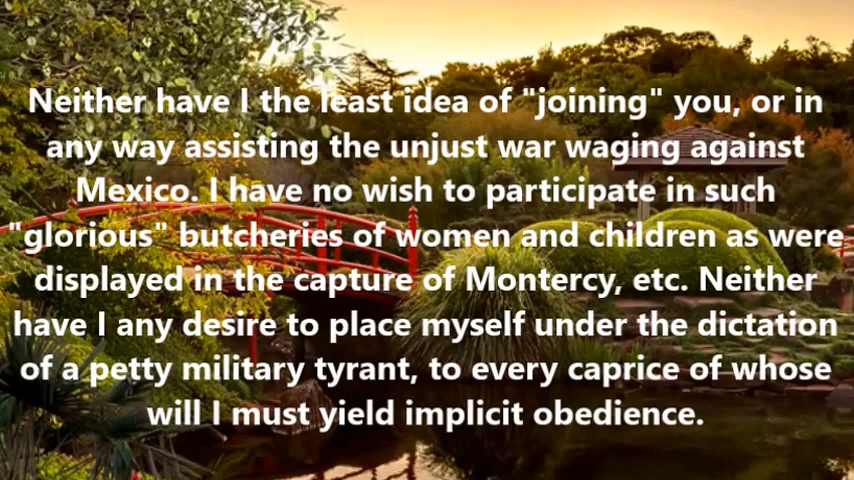 Neither have I the least idea of "joining" you, or in
any way assisting the unjust war waging against
Mexico. I have no wish to participate in such
"glorious" butcheries of women and children as were
displayed in the capture of Montercy, etc. Neither
have I any desire to place myself under the dictation
of a petty military tyrant, to every caprice of whose
will I must yield implicit obedience.